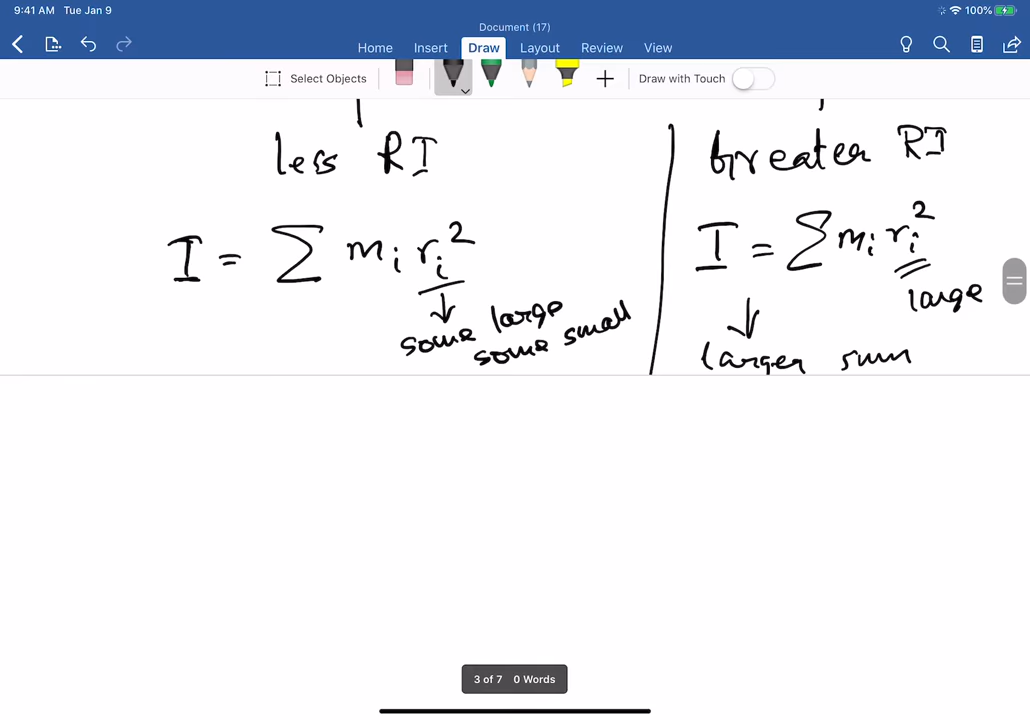 9:41 AM Tue Jan 9
100%
Document (17)
Home Insert Draw Layout Review View
Select Objects
Draw with Touch
less RI
I = ∑ mᵢ rᵢ²
some large
some small
Greater RI
I = ∑ mᵢ rᵢ²
large
larger sum
3 of 7 0 Words